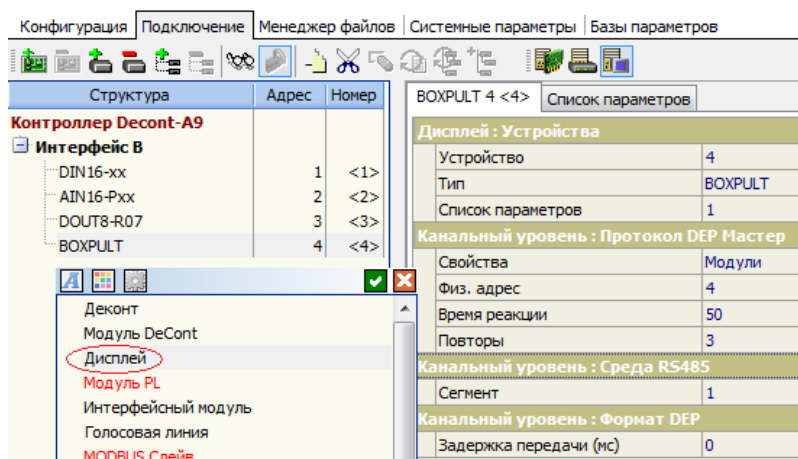 Конфигурация Подключение Менеджер файлов Системные параметры Базы параметров
Структура Адрес Номер
Контроллер Decont-A9
Интерфейс B
DIN16-xx 1 <1>
AIN16-Pxx 2 <2>
DOUT8-R07 3 <3>
BOXPULT 4 <4>
A
Деконт
Модуль DeCont
Дисплей
Модуль PL
Интерфейсный модуль
Голосовая линия
MODBUS Слейв
BOXPULT 4 <4> Список параметров
Дисплей : Устройства
Устройство 4
Тип BOXPULT
Список параметров 1
Канальный уровень : Протокол DEP Мастер
Свойства Модули
Физ. адрес 4
Время реакции 50
Повторы 3
Канальный уровень : Среда RS485
Сегмент 1
Канальный уровень : Формат DEP
Задержка передачи (мс) 0